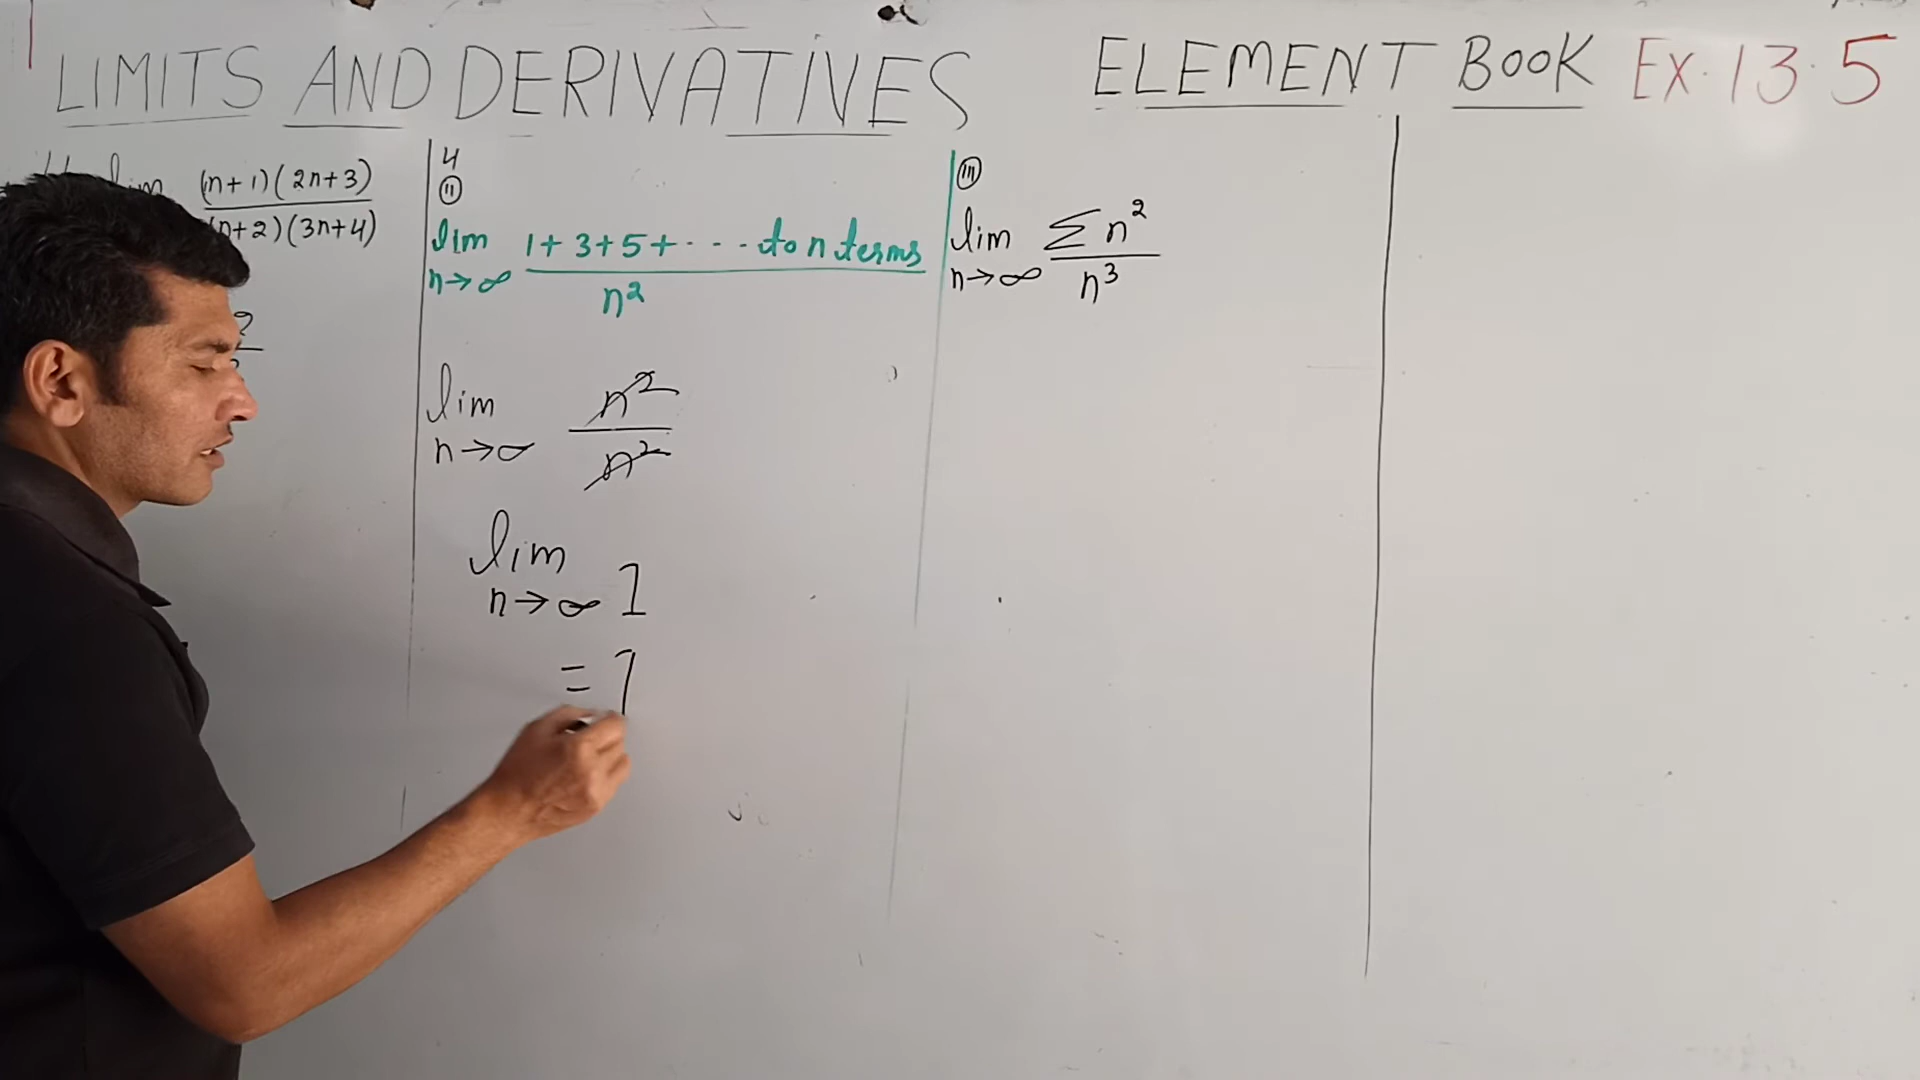 LIMITS AND DERIVATIVES ELEMENT BOOK EX. 13.5
(n+1)(2n+3)
(n+2)(3n+4)
2
4
(ii)
lim 1+3+5+ ... to n terms
n→∞ n²
lim n²
n→∞ n²
lim
n→∞ 1
= 1
(iii)
lim Σn²
n→∞ n³